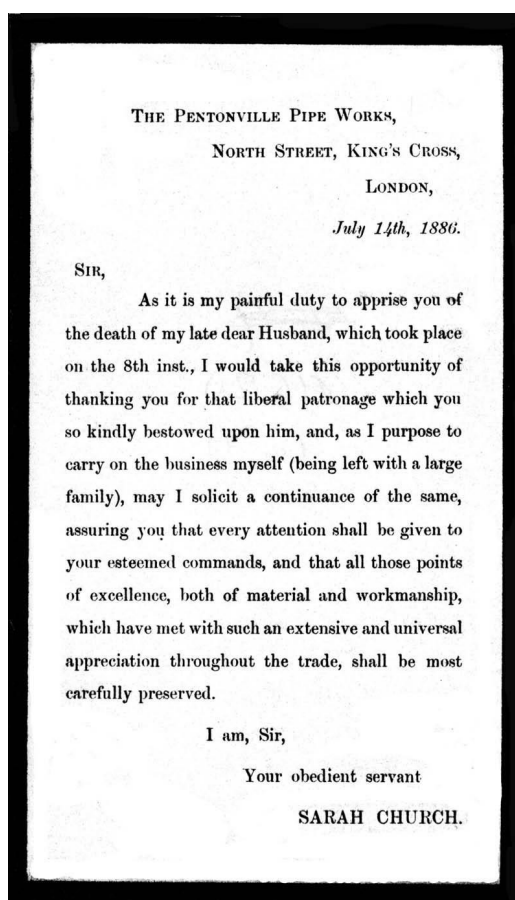 THE PENTONVILLE PIPE WORKS,
NORTH STREET, KING'S CROSS,
LONDON,
July 14th, 1886.
SIR,
As it is my painful duty to apprise you of
the death of my late dear Husband, which took place
on the 8th inst., I would take this opportunity of
thanking you for that liberal patronage which you
so kindly bestowed upon him, and, as I purpose to
carry on the business myself (being left with a large
family), may I solicit a continuance of the same,
assuring you that every attention shall be given to
your esteemed commands, and that all those points
of excellence, both of material and workmanship,
which have met with such an extensive and universal
appreciation throughout the trade, shall be most
carefully preserved.
I am, Sir,
Your obedient servant
SARAH CHURCH.